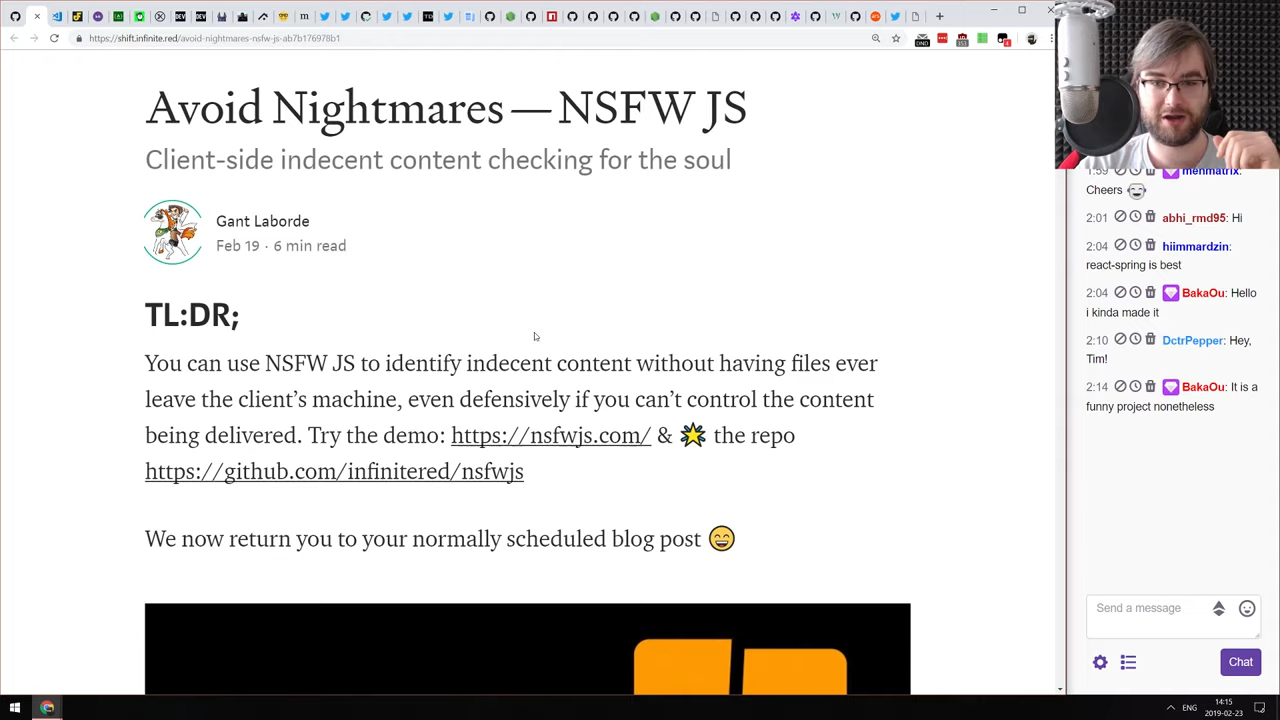 https://shift.infinite.red/avoid-nightmares-nsfw-js-ab7b176978b1
Avoid Nightmares — NSFW JS
Client-side indecent content checking for the soul
Gant Laborde
Feb 19 · 6 min read
TL:DR;
You can use NSFW JS to identify indecent content without having files ever
leave the client's machine, even defensively if you can't control the content
being delivered. Try the demo: https://nsfwjs.com/ & 🌟 the repo
https://github.com/infinitered/nsfwjs
We now return you to your normally scheduled blog post 😄
1:59 menmatrix:
Cheers
2:01 abhi_rmd95: Hi
2:04 hiimmardzin:
react-spring is best
2:04 BakaOu: Hello
i kinda made it
2:10 DctrPepper: Hey,
Tim!
2:14 BakaOu: It is a
funny project nonetheless
Send a message
Chat
ENG
14:15
2019-02-23